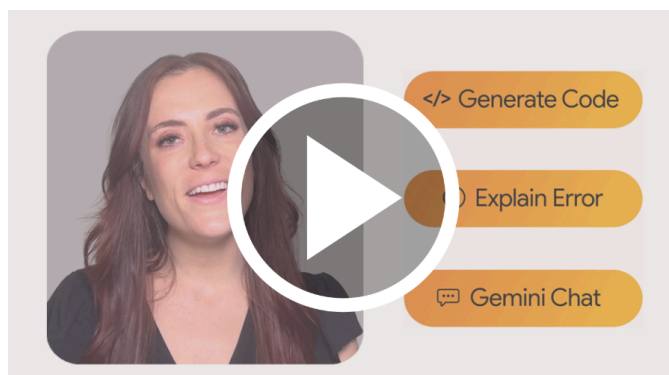 </> Generate Code
Explain Error
Gemini Chat